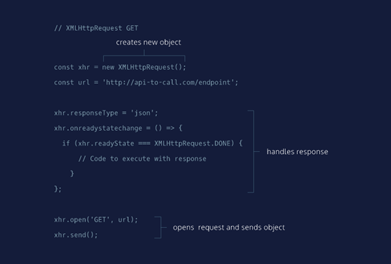 // XMLHttpRequest GET
creates new object
const xhr = new XMLHttpRequest();
const url = 'http://api-to-call.com/endpoint';
xhr.responseType = 'json';
xhr.onreadystatechange = () => {
if (xhr.readyState === XMLHttpRequest.DONE) {
// Code to execute with response
}
};
handles response
xhr.open('GET', url);
xhr.send();
opens request and sends object